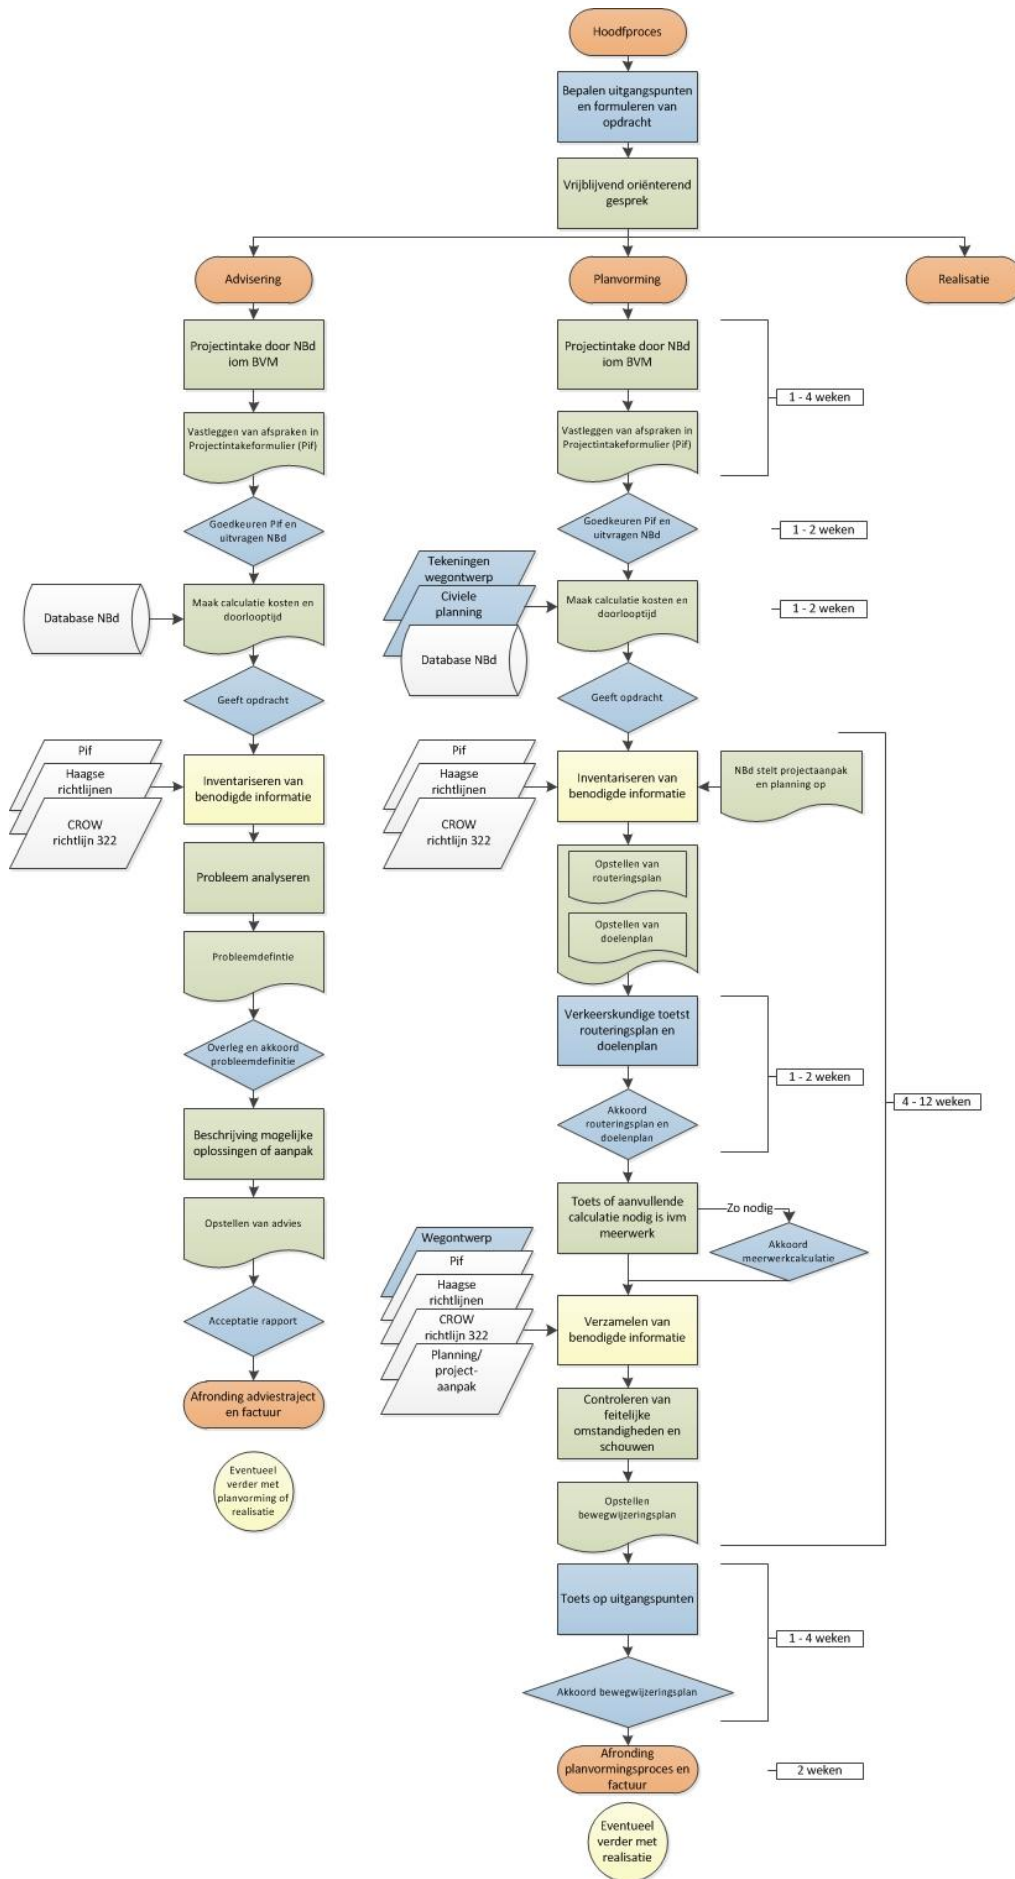 Hoodfproces
Bepalen uitgangspunten
en formuleren van
opdracht
Vrijblijvend oriënterend
gesprek
Advisering
Planvorming
Realisatie
Projectintake door NBd
iom BVM
Vastleggen van afspraken in
Projectintakeformulier (Pif)
Goedkeuren Pif en
uitvragen NBd
Database NBd
Maak calculatie kosten en
doorlooptijd
Geeft opdracht
Pif
Haagse
richtlijnen
CROW
richtlijn 322
Inventariseren van
benodigde informatie
Probleem analyseren
Probleemdefintie
Overleg en akkoord
probleemdefinitie
Beschrijving mogelijke
oplossingen of aanpak
Opstellen van advies
Acceptatie rapport
Afronding adviestraject
en factuur
Eventueel
verder met
planvorming of
realisatie
Projectintake door NBd
iom BVM
Vastleggen van afspraken in
Projectintakeformulier (Pif)
1 - 4 weken
Goedkeuren Pif en
uitvragen NBd
1 - 2 weken
Tekeningen
wegontwerp
Civiele
planning
Database NBd
Maak calculatie kosten en
doorlooptijd
1 - 2 weken
Geeft opdracht
Pif
Haagse
richtlijnen
CROW
richtlijn 322
Inventariseren van
benodigde informatie
NBd stelt projectaanpak
en planning op
Opstellen van
routeringsplan
Opstellen van
doelenplan
Verkeerskundige toetst
routeringsplan en
doelenplan
1 - 2 weken
4 - 12 weken
Akkoord
routeringsplan en
doelenplan
Toets of aanvullende
calculatie nodig is ivm
meerwerk
Zo nodig
Akkoord
meerwerkcalculatie
Wegontwerp
Pif
Haagse
richtlijnen
CROW
richtlijn 322
Planning/
project-
aanpak
Verzamelen van
benodigde informatie
Controleren van
feitelijke
omstandigheden en
schouwen
Opstellen
bewegwijzeringsplan
Toets op uitgangspunten
1 - 4 weken
Akkoord bewegwijzeringsplan
Afronding
planvormingsproces en
factuur
2 weken
Eventueel
verder met
realisatie